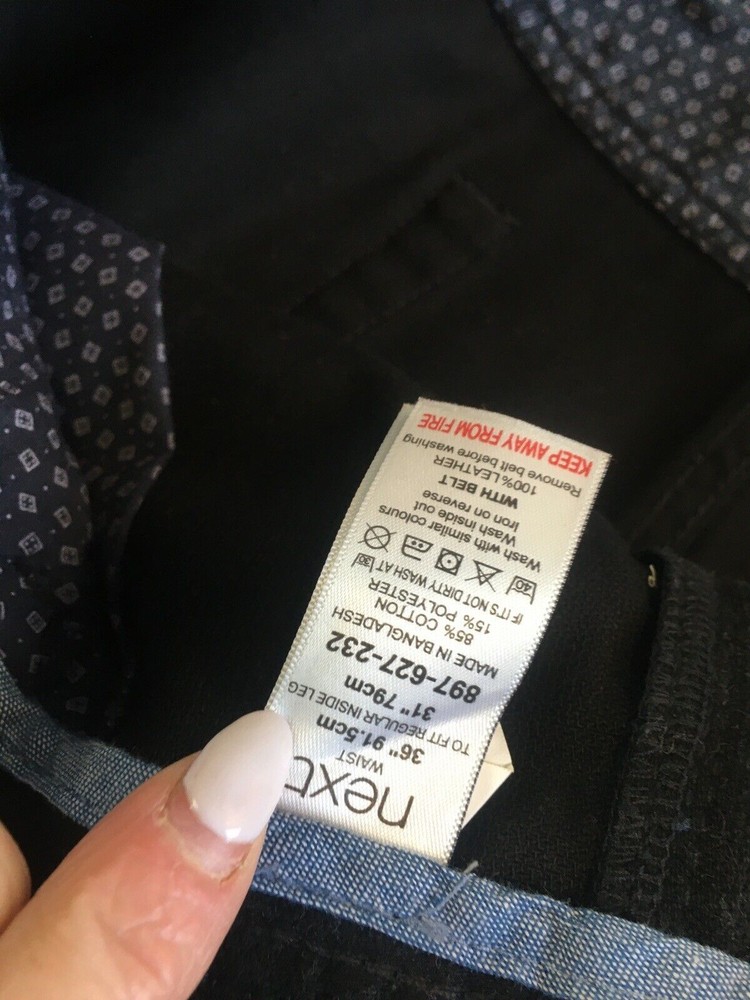 next
WAIST
36" 91.5cm
TO FIT REGULAR INSIDE LEG
31" 79cm
897-627-232
MADE IN BANGLADESH
85% COTTON
15% POLYESTER
IF IT'S NOT DIRTY WASH AT 30
40
Wash with similar colours
Wash inside out
Iron on reverse
WITH BELT
100% LEATHER
Remove belt before washing
KEEP AWAY FROM FIRE